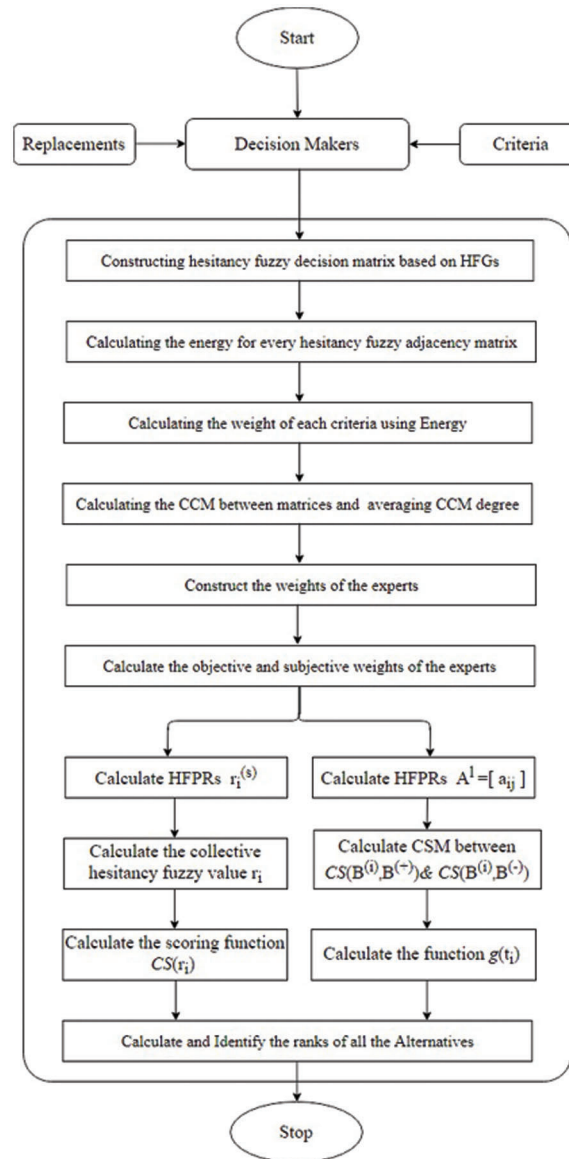 Start
Replacements
Decision Makers
Criteria
Constructing hesitancy fuzzy decision matrix based on HFGs
Calculating the energy for every hesitancy fuzzy adjacency matrix
Calculating the weight of each criteria using Energy
Calculating the CCM between matrices and averaging CCM degree
Construct the weights of the experts
Calculate the objective and subjective weights of the experts
Calculate HFPRs r_i^(s)
Calculate HFPRs A^l=[ a_ij ]
Calculate the collective
hesitancy fuzzy value r_i
Calculate CSM between
CS(B^(i),B^(+))& CS(B^(i),B^(-))
Calculate the scoring function
CS(r_i)
Calculate the function g(t_i)
Calculate and Identify the ranks of all the Alternatives
Stop